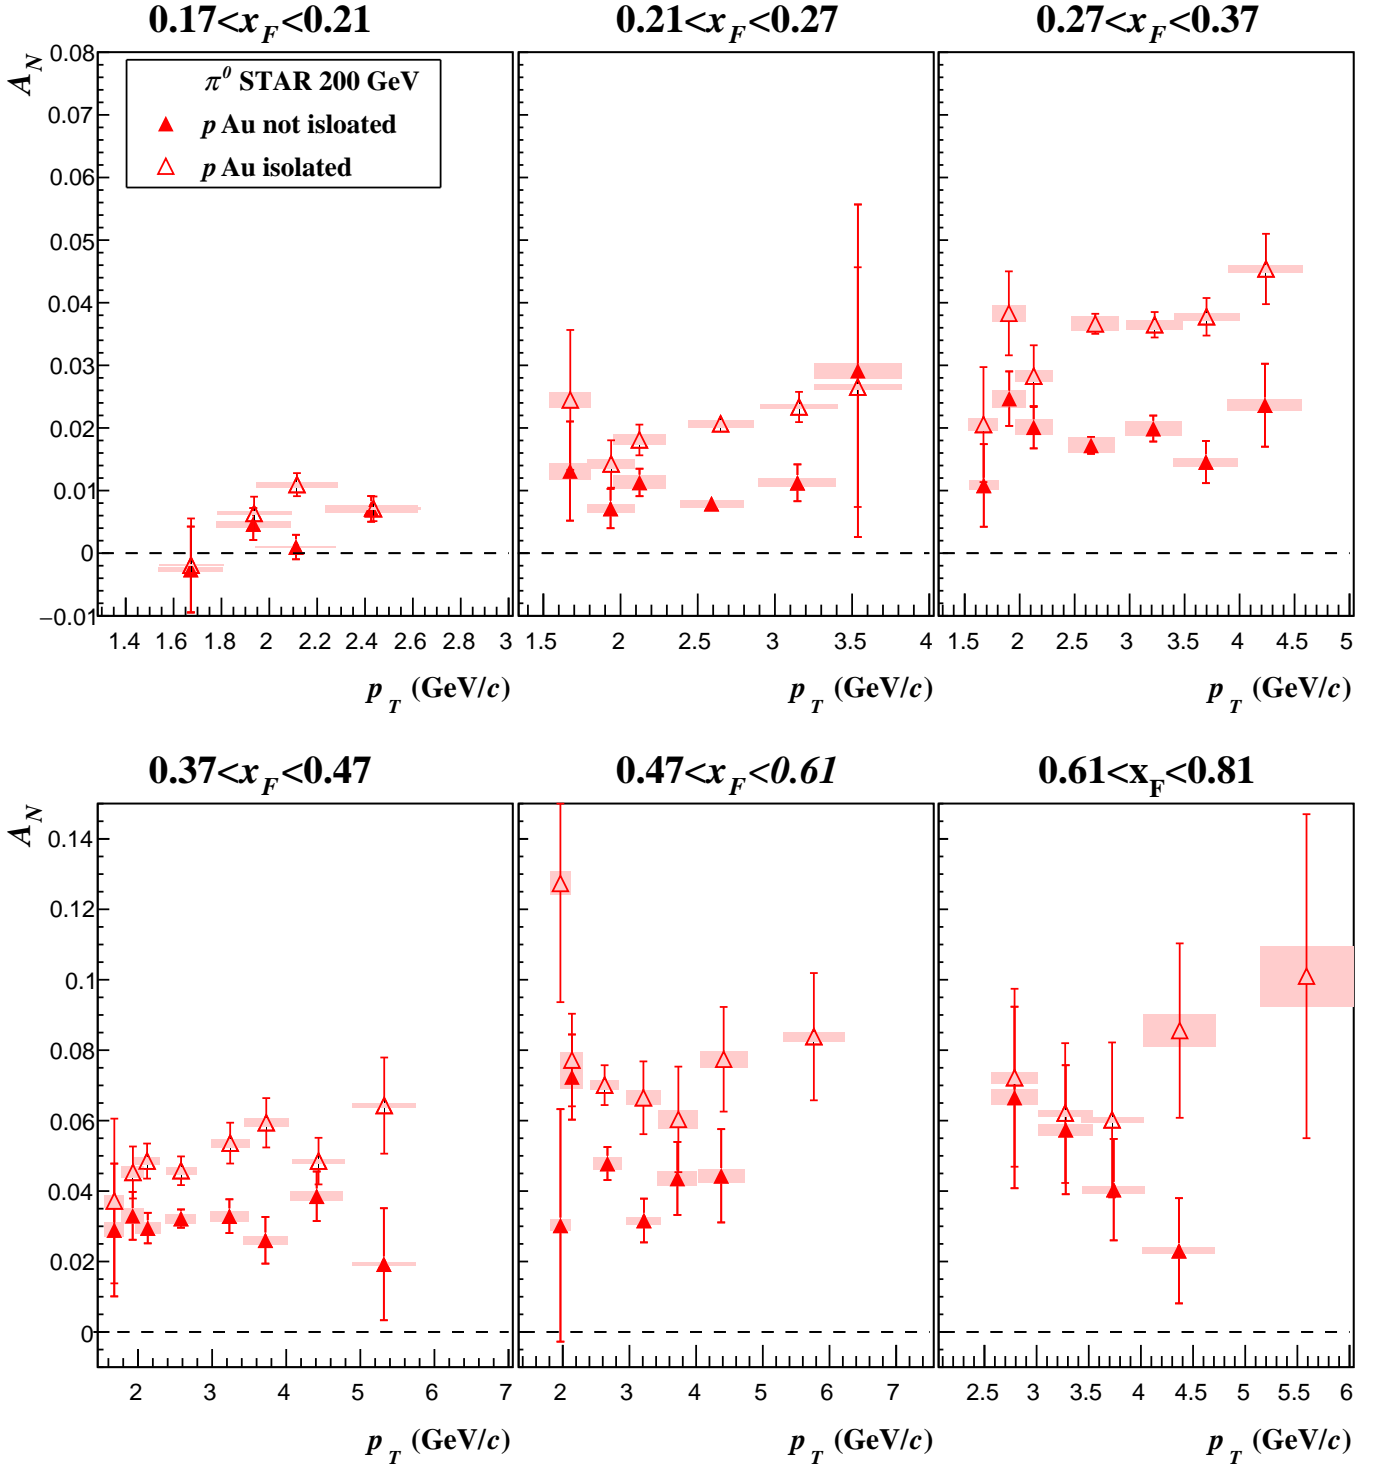 0.17<x_F<0.21
0.21<x_F<0.27
0.27<x_F<0.37
A_N
0.08
0.07
0.06
0.05
0.04
0.03
0.02
0.01
0
−0.01
π⁰ STAR 200 GeV
p Au not isloated
p Au isolated
1.4 1.6 1.8 2 2.2 2.4 2.6 2.8 3
1.5 2 2.5 3 3.5 4
1.5 2 2.5 3 3.5 4 4.5 5
p_T (GeV/c)
p_T (GeV/c)
p_T (GeV/c)
0.37<x_F<0.47
0.47<x_F<0.61
0.61<x_F<0.81
A_N
0.14
0.12
0.1
0.08
0.06
0.04
0.02
0
2 3 4 5 6 7
2 3 4 5 6 7
2.5 3 3.5 4 4.5 5 5.5 6
p_T (GeV/c)
p_T (GeV/c)
p_T (GeV/c)